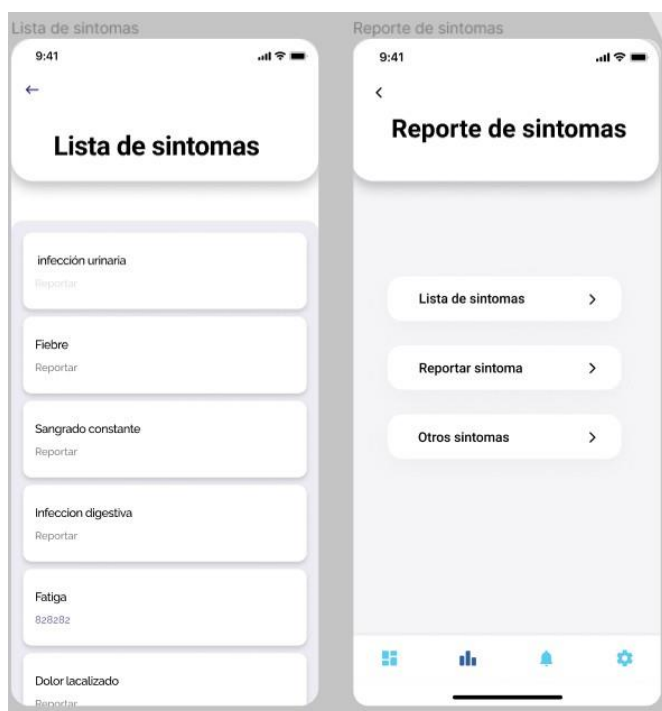 Lista de sintomas
9:41
Lista de sintomas
infección urinaria
Reportar
Fiebre
Reportar
Sangrado constante
Reportar
Infeccion digestiva
Reportar
Fatiga
828282
Dolor lacalizado
Reportar
Reporte de sintomas
9:41
Reporte de sintomas
Lista de sintomas
Reportar sintoma
Otros sintomas